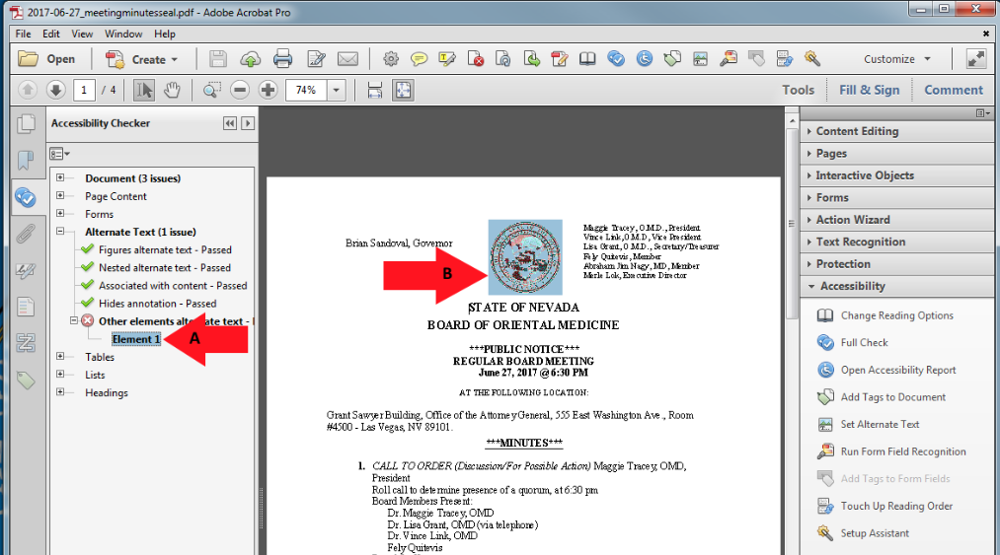 2017-06-27_meetingminutesseal.pdf - Adobe Acrobat Pro
File Edit View Window Help
Open Create Customize
1 / 4 74% Tools Fill & Sign Comment
Accessibility Checker
Document (3 issues)
Page Content
Forms
Alternate Text (1 issue)
Figures alternate text - Passed
Nested alternate text - Passed
Associated with content - Passed
Hides annotation - Passed
Other elements alternate text -
Element 1
A
Tables
Lists
Headings
Brian Sandoval, Governor
B
Maggie Tracey, O.M.D., President
Vince Link, O.M.D, Vice President
Lisa Grant, O.M.D., Secretary/Treasurer
Fely Quitevis, Member
Abraham Jim Nagy, MD, Member
Merle Lok, Executive Director
STATE OF NEVADA
BOARD OF ORIENTAL MEDICINE
***PUBLIC NOTICE***
REGULAR BOARD MEETING
June 27, 2017 @ 6:30 PM
AT THE FOLLOWING LOCATION:
Grant Sawyer Building, Office of the Attorney General, 555 East Washington Ave., Room
#4500 - Las Vegas, NV 89101.
***MINUTES***
1. CALL TO ORDER (Discussion/For Possible Action) Maggie Tracey, OMD,
President
Roll call to determine presence of a quorum, at 6:30 pm
Board Members Present:
Dr. Maggie Tracey, OMD
Dr. Lisa Grant, OMD (via telephone)
Dr. Vince Link, OMD
Fely Quitevis
Content Editing
Pages
Interactive Objects
Forms
Action Wizard
Text Recognition
Protection
Accessibility
Change Reading Options
Full Check
Open Accessibility Report
Add Tags to Document
Set Alternate Text
Run Form Field Recognition
Add Tags to Form Fields
Touch Up Reading Order
Setup Assistant